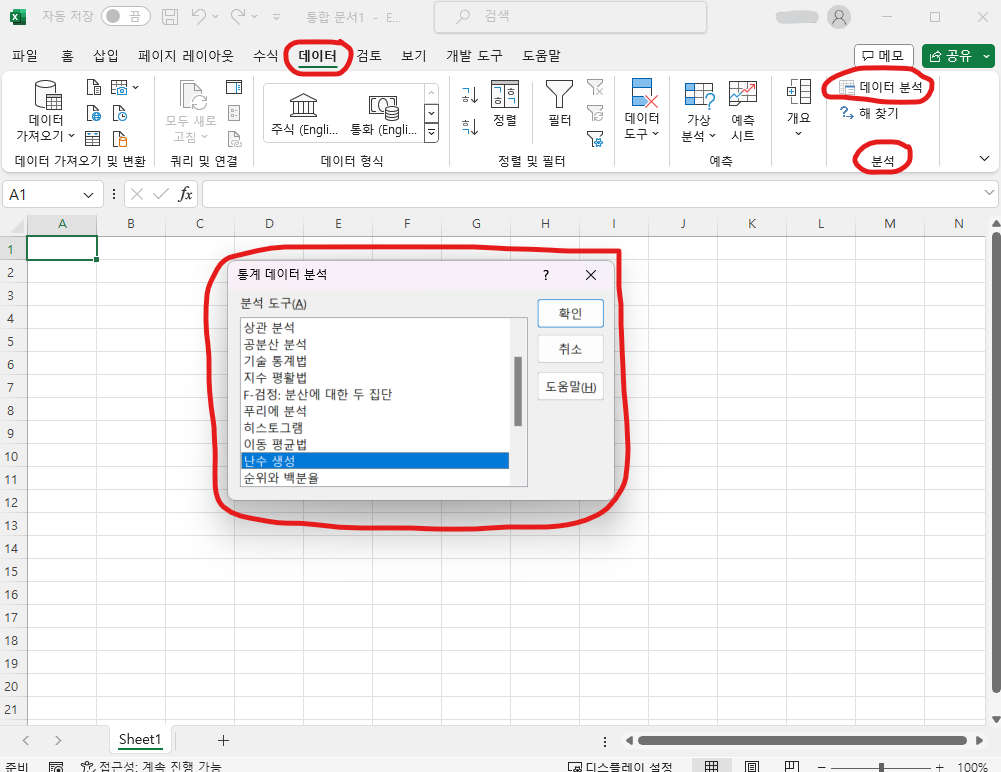 자동 저장 끔 통합 문서1 - E... 검색
파일 홈 삽입 페이지 레이아웃 수식 데이터 검토 보기 개발 도구 도움말 메모 공유
데이터 가져오기
모두 새로 고침
주식 (Engli... 통화 (Engli...
정렬
필터
데이터 도구
가상 분석
예측 시트
개요
데이터 분석
해 찾기
데이터 가져오기 및 변환 쿼리 및 연결 데이터 형식 정렬 및 필터 예측 분석
A1 fx
A B C D E F G H I J K L M N
1
2
3
4
5
6
7
8
9
10
11
12
13
14
15
16
17
18
19
20
21
통계 데이터 분석 ?
분석 도구(A)
상관 분석
공분산 분석
기술 통계법
지수 평활법
F-검정: 분산에 대한 두 집단
푸리에 분석
히스토그램
이동 평균법
난수 생성
순위와 백분율
확인
취소
도움말(H)
Sheet1
준비 접근성: 계속 진행 가능 디스플레이 설정 100%